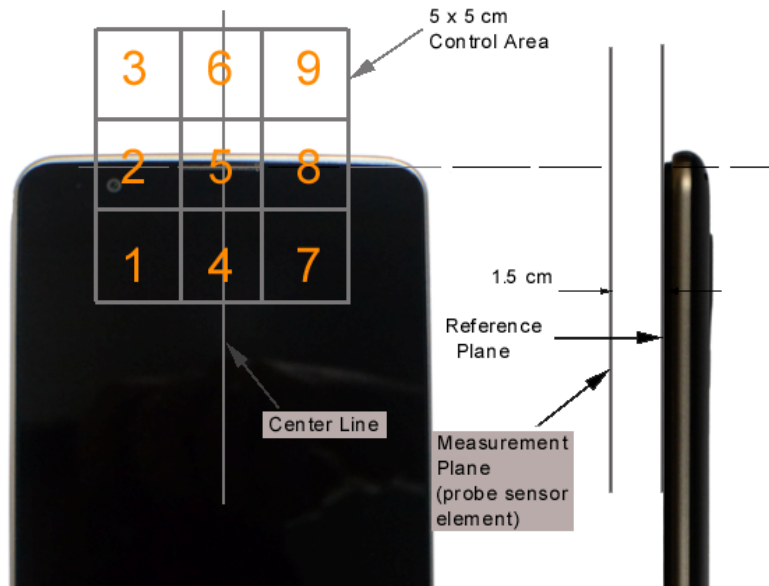 5 x 5 cm
Control Area
3 6 9
2 5 8
1 4 7
1.5 cm
Reference
Plane
Center Line
Measurement
Plane
(probe sensor
element)